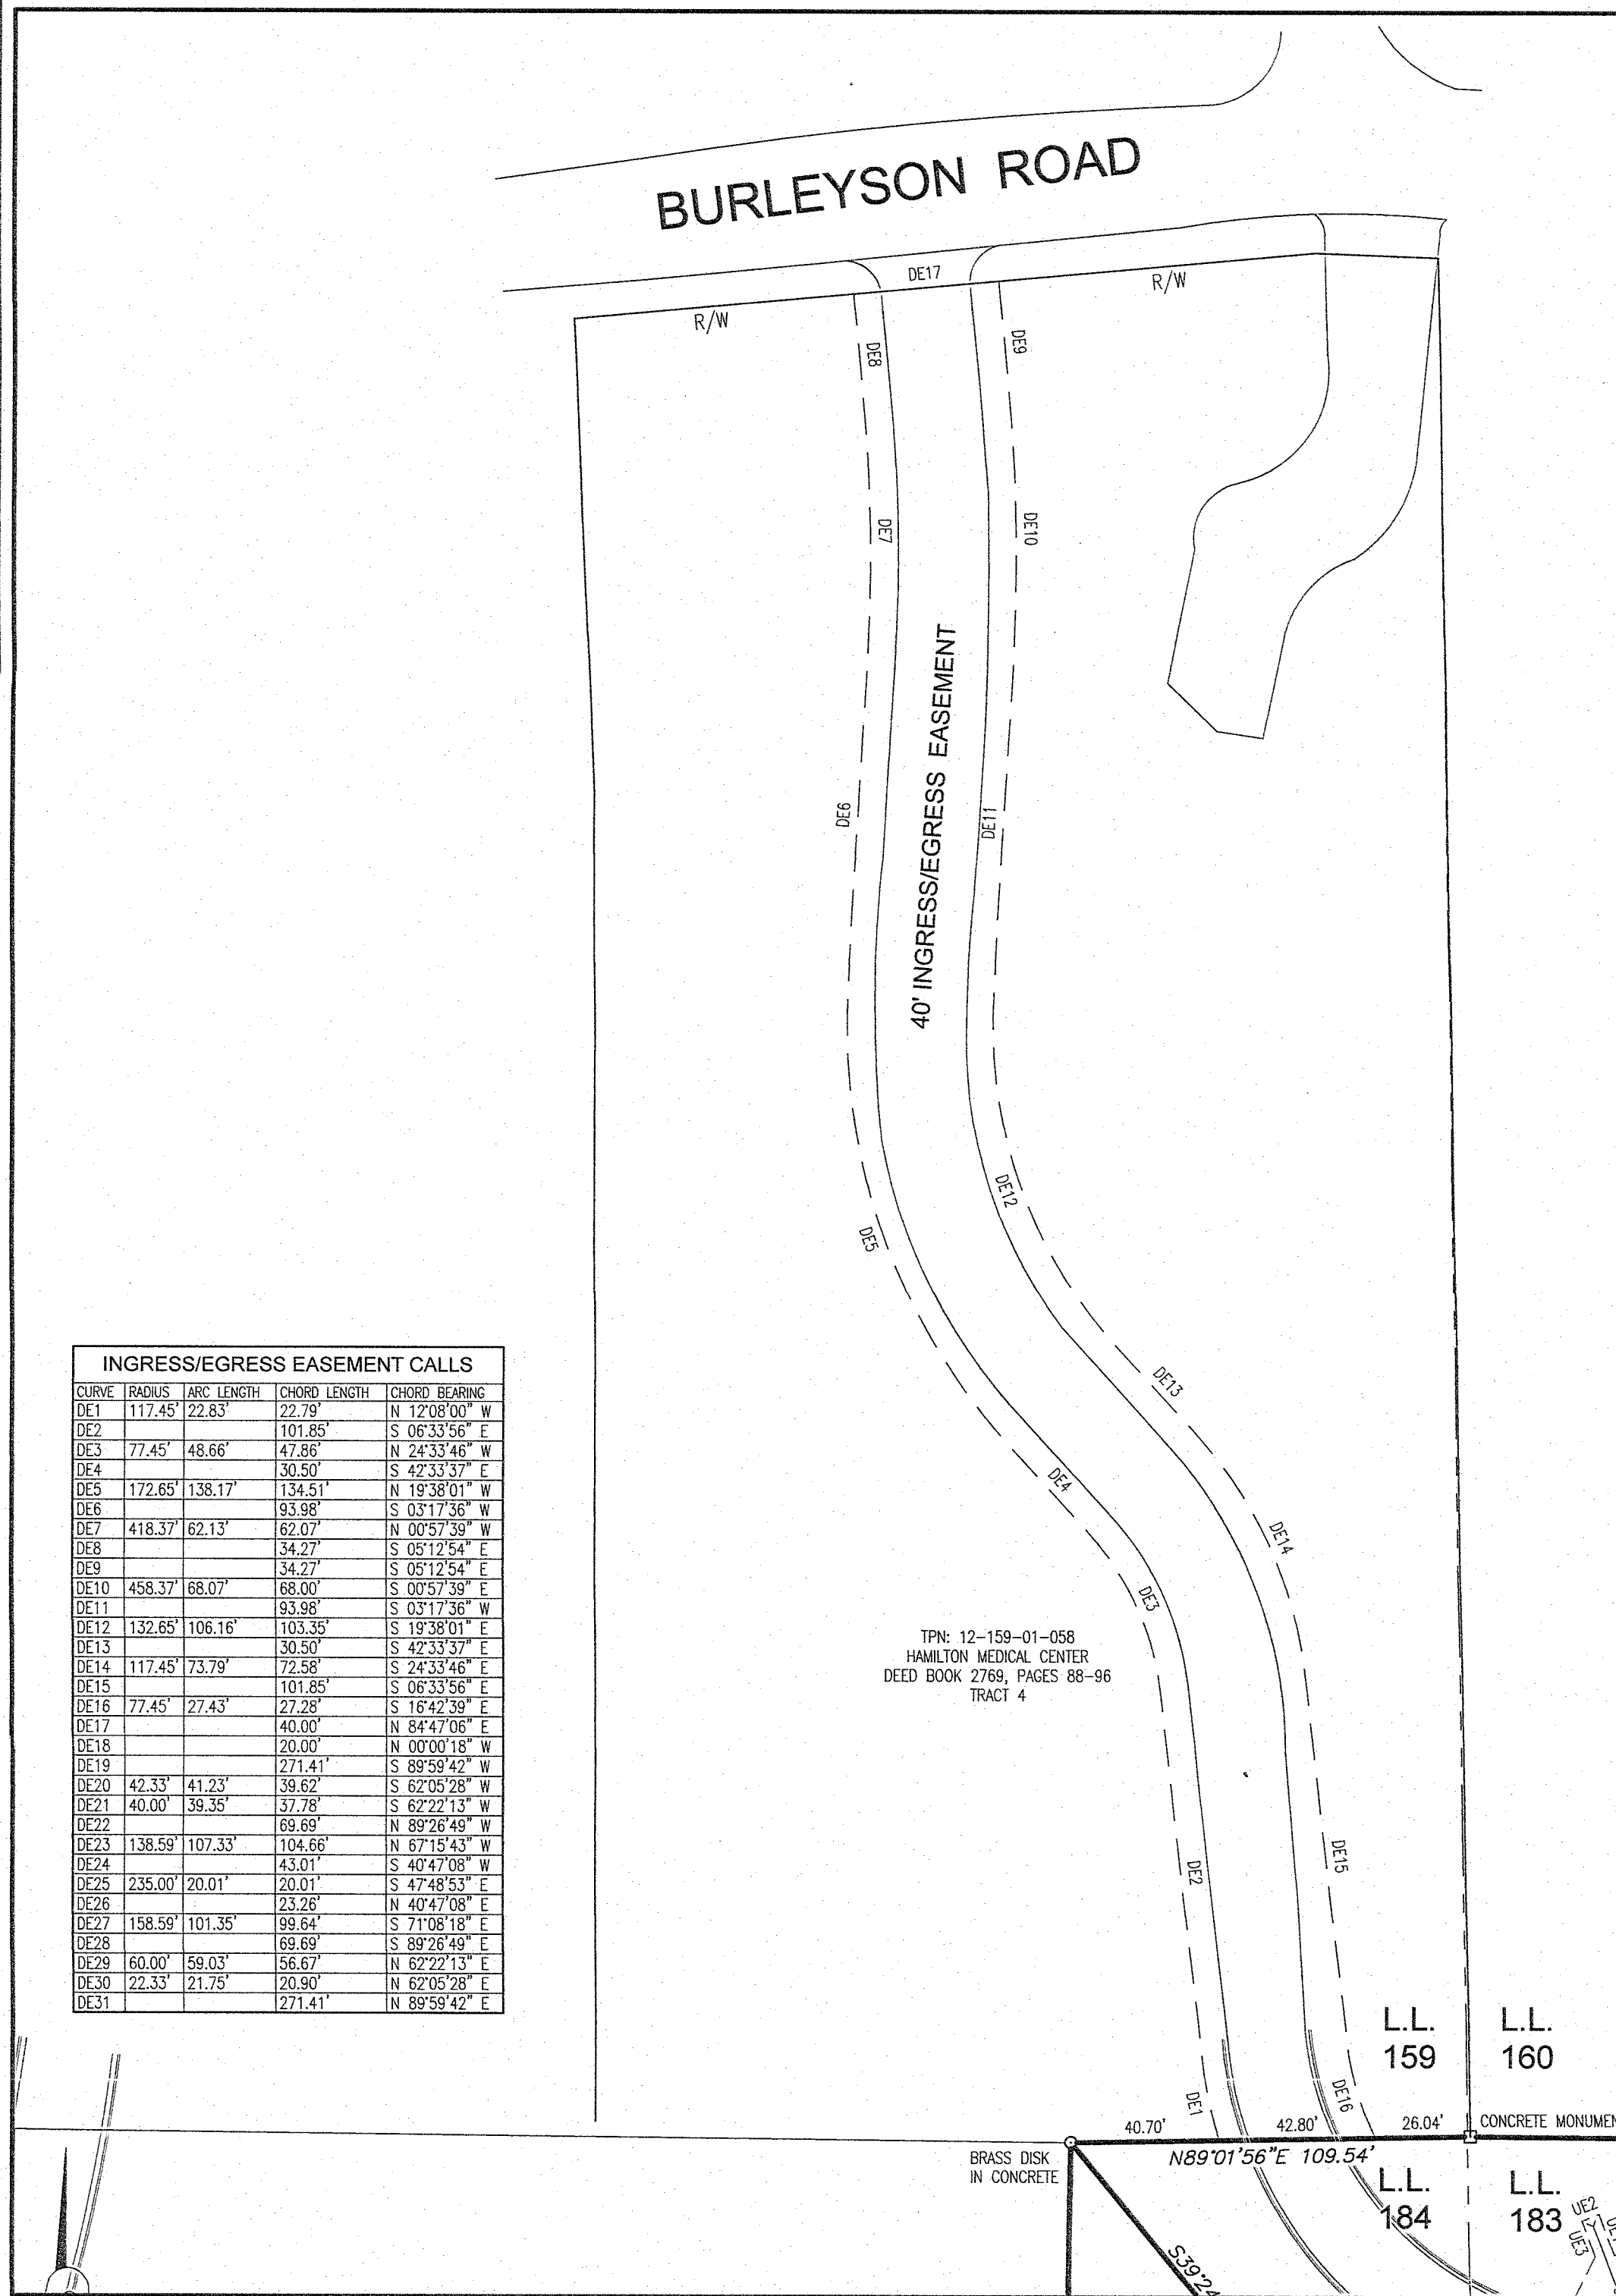 BURLEYSON ROAD
DE17
R/W
R/W
DE8
DE9
DE7
DE10
40' INGRESS/EGRESS EASEMENT
DE6
DE11
DE12
DE5
DE13
DE4
DE14
DE3
INGRESS/EGRESS EASEMENT CALLS
CURVE RADIUS ARC LENGTH CHORD LENGTH CHORD BEARING
DE1 117.45' 22.83' 22.79' N 12°08'00" W
DE2 101.85' S 06°33'56" E
DE3 77.45' 48.66' 47.86' N 24°33'46" W
DE4 30.50' S 42°33'37" E
DE5 172.65' 138.17' 134.51' N 19°38'01" W
DE6 93.98' S 03°17'36" W
DE7 418.37' 62.13' 62.07' N 00°57'39" W
DE8 34.27' S 05°12'54" E
DE9 34.27' S 05°12'54" E
DE10 458.37' 68.07' 68.00' S 00°57'39" E
DE11 93.98' S 03°17'36" W
DE12 132.65' 106.16' 103.35' S 19°38'01" E
DE13 30.50' S 42°33'37" E
DE14 117.45' 73.79' 72.58' S 24°33'46" E
DE15 101.85' S 06°33'56" E
DE16 77.45' 27.43' 27.28' S 16°42'39" E
DE17 40.00' N 84°47'06" E
DE18 20.00' N 00°00'18" W
DE19 271.41' S 89°59'42" W
DE20 42.33' 41.23' 39.62' S 62°05'28" W
DE21 40.00' 39.35' 37.78' S 62°22'13" W
DE22 69.69' N 89°26'49" W
DE23 138.59' 107.33' 104.66' N 67°15'43" W
DE24 43.01' S 40°47'08" W
DE25 235.00' 20.01' 20.01' S 47°48'53" E
DE26 23.26' N 40°47'08" E
DE27 158.59' 101.35' 99.64' S 71°08'18" E
DE28 69.69' S 89°26'49" E
DE29 60.00' 59.03' 56.67' N 62°22'13" E
DE30 22.33' 21.75' 20.90' N 62°05'28" E
DE31 271.41' N 89°59'42" E
TPN: 12-159-01-058
HAMILTON MEDICAL CENTER
DEED BOOK 2769, PAGES 88-96
TRACT 4
DE2
DE15
L.L.
159
L.L.
160
DE1
DE16
40.70'
42.80'
26.04'
CONCRETE MONUMEN
BRASS DISK
IN CONCRETE
N89°01'56"E 109.54'
L.L.
184
L.L.
183
UE2
UE3
S39°24